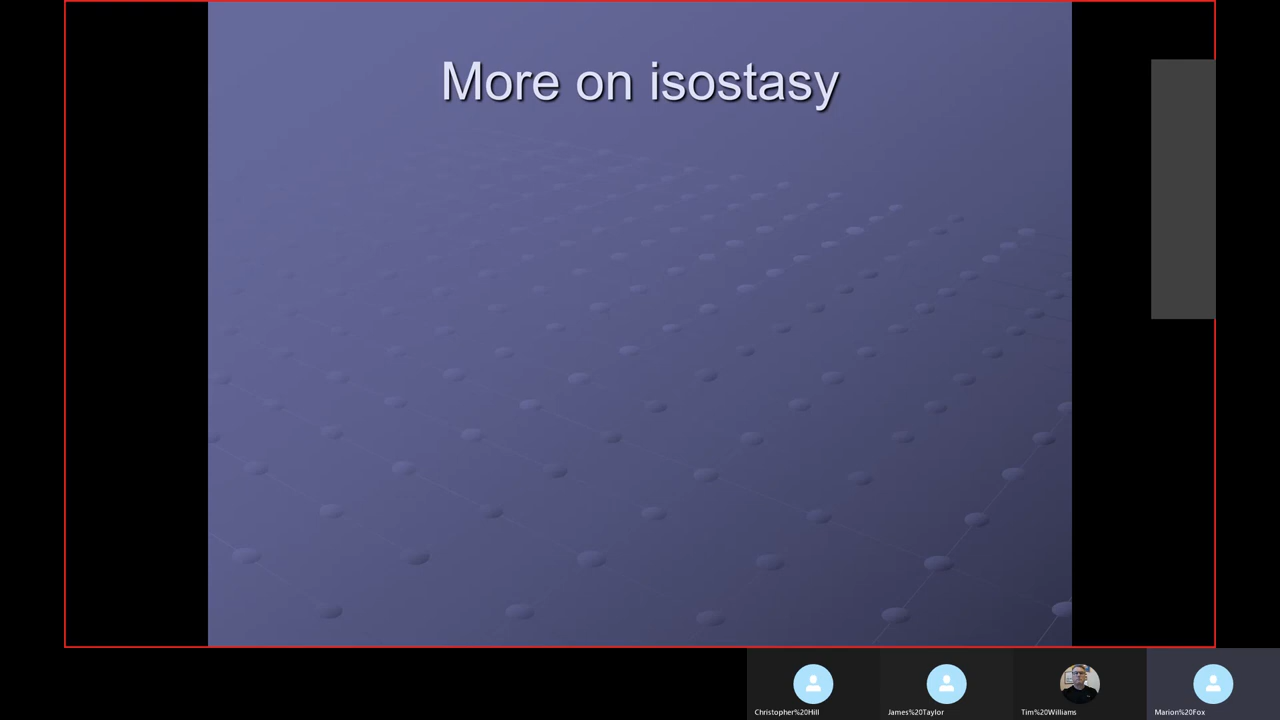 More on isostasy
Christopher%20Hill
James%20Taylor
Tim%20Williams
Marion%20Fox